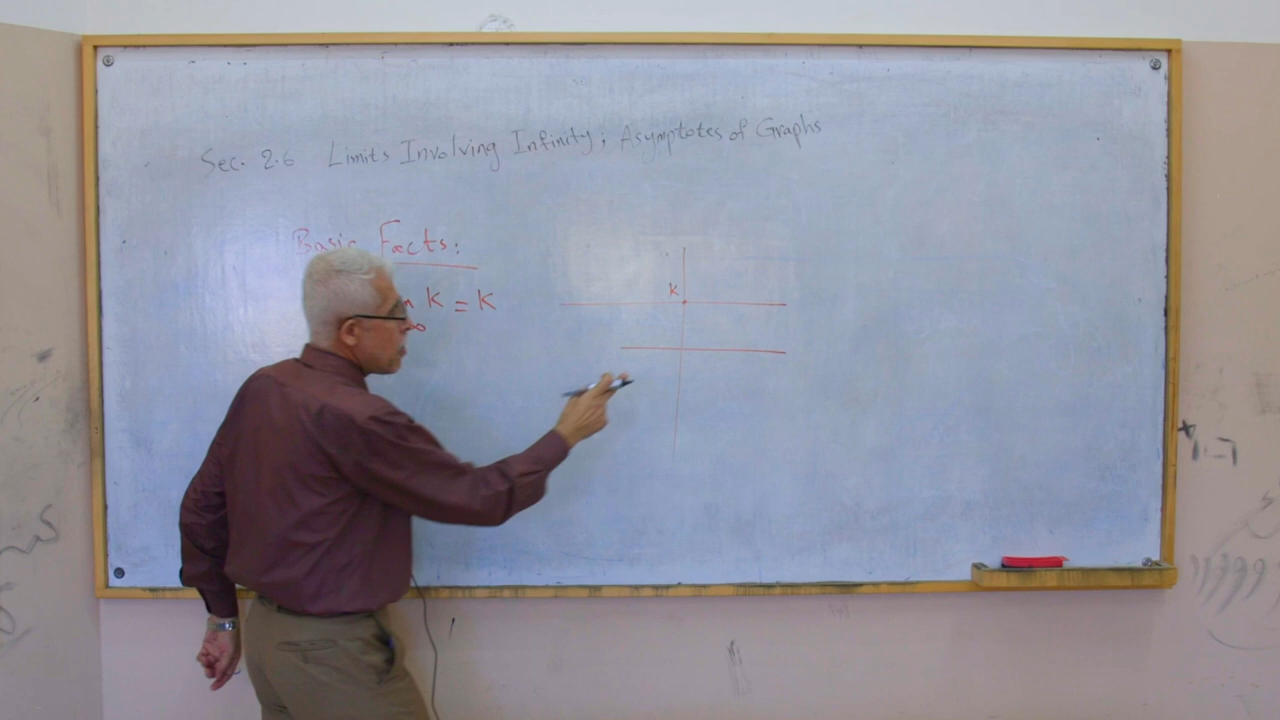 Sec. 2.6 Limits Involving Infinity; Asymptotes of Graphs
Basic Facts:
K = K
∞
K